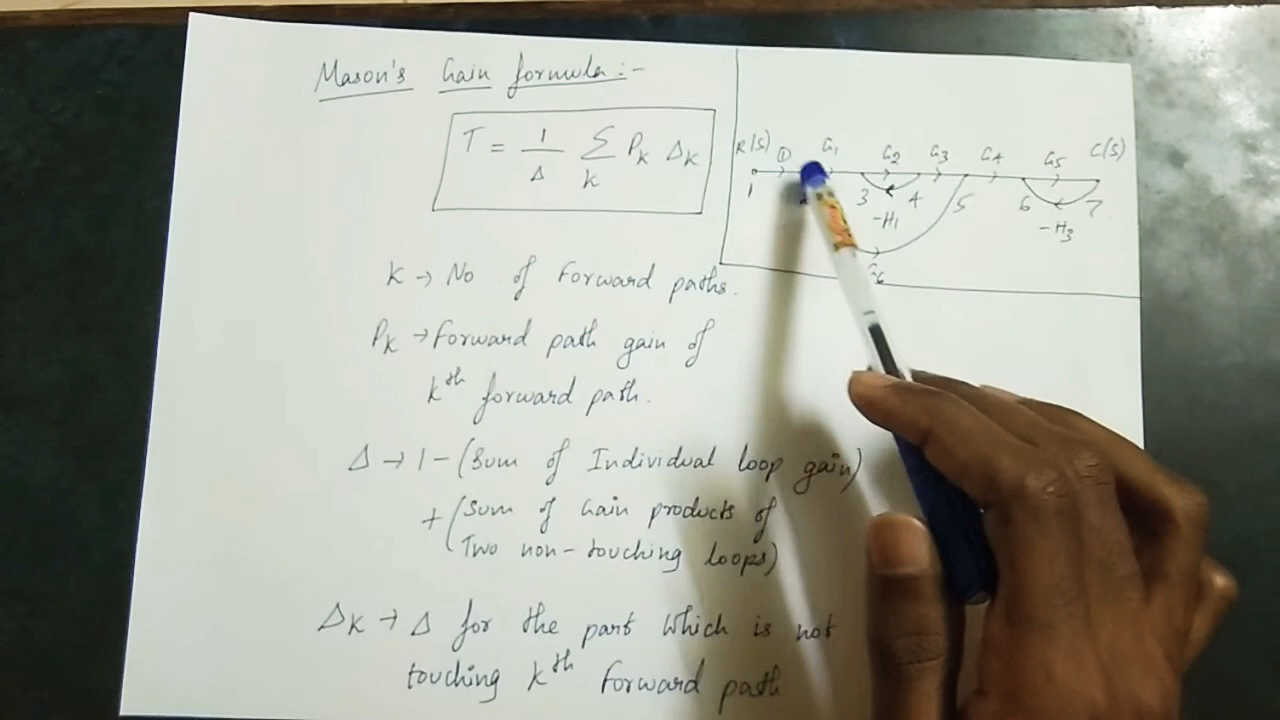 Mason's Gain formula:-
T = 1/Δ Σ_K P_K Δ_K
K → No of Forward paths.
P_K → Forward path gain of
K^th forward path.
Δ → 1 - (Sum of Individual loop gain)
+ (Sum of Gain products of
Two non-touching loops)
Δ_K → Δ for the part which is not
touching K^th Forward path
R(S) ① G1 G2 G3 G4 G5 C(S)
1 3 4 5 6 7
-H1 -H3
G6